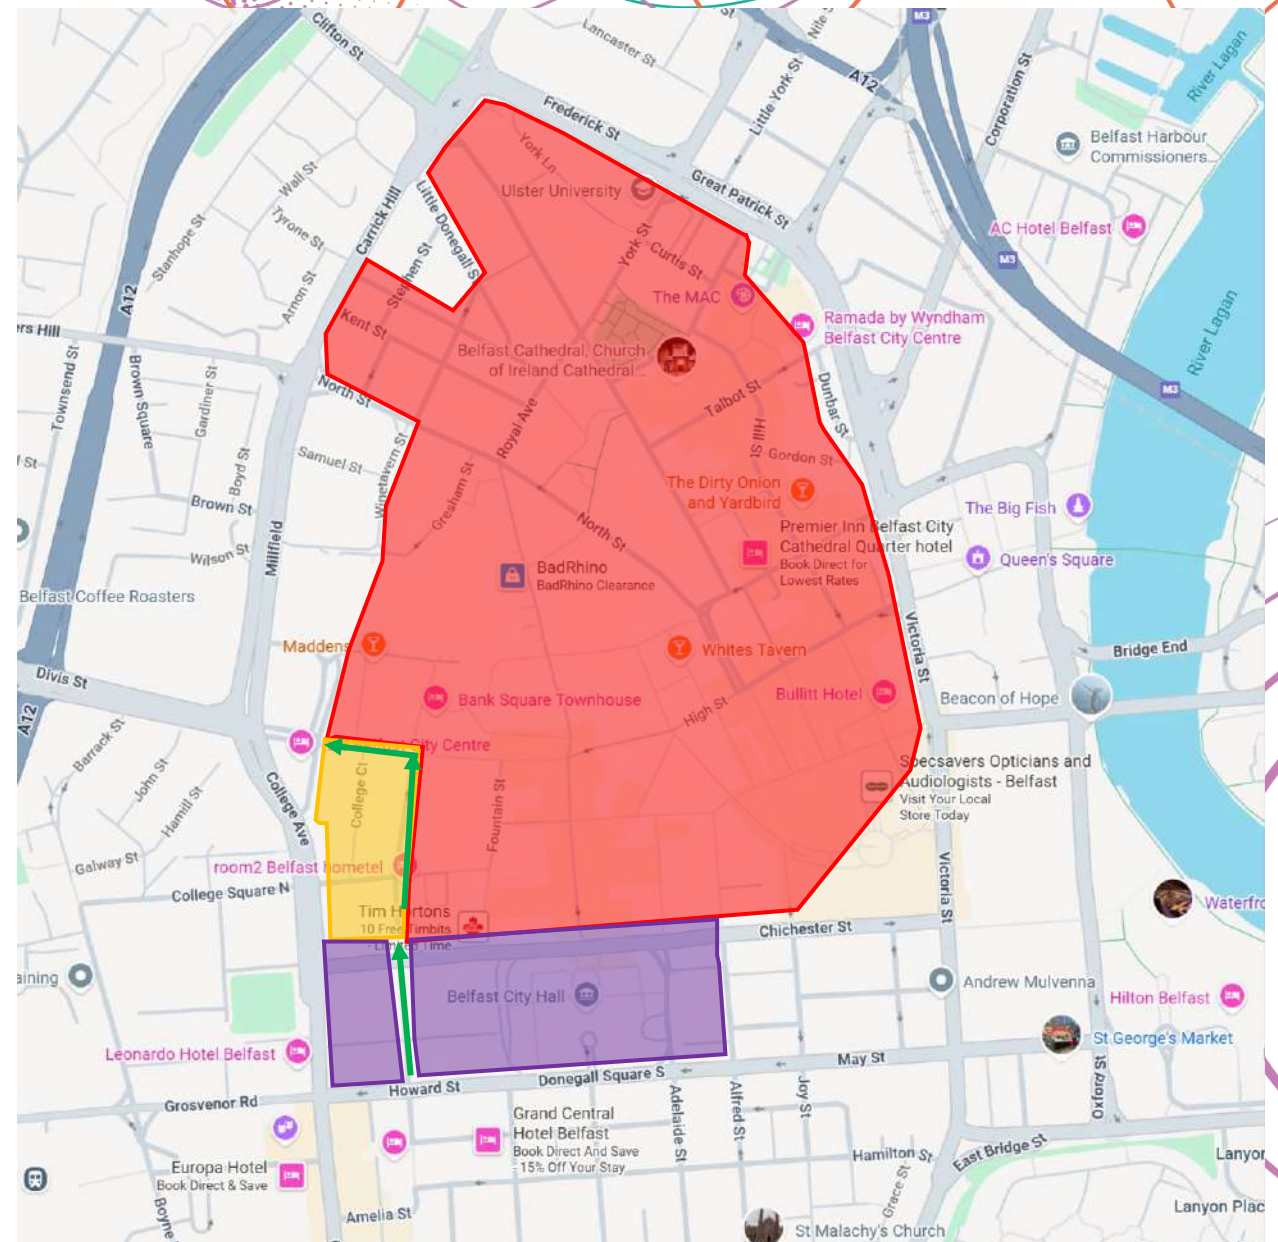 Clifton St
Lancaster St
St
Nile S
M3
A12
Little York St
Corporation St
River Lagan
Frederick St
Belfast Harbour
Commissioners...
York Ln
Wall St
Ulster University
Great Patrick St
Tyrone St
Stanhope St
Carrick Hill
Little Donegall S
Stephen St
York St
Curtis St
AC Hotel Belfast
M3
A12
Arnon St
The MAC
River Lagan
Kent St
Ramada by Wyndham
Belfast City Centre
ers Hill
Belfast Cathedral, Church
of Ireland Cathedral...
Townsend St
Brown Square
Gardiner St
North St
Talbot St
Dunbar St
M3
Royal Ave
Hill St
Gordon St
Samuel St
Winetavern St
Gresham St
f St
Boyd St
The Dirty Onion
and Yardbird
Brown St
The Big Fish
North St
Premier Inn Belfast City
Cathedral Quarter hotel
Book Direct for
Lowest Rates
Millfield
Wilson St
Queen's Square
BadRhino
BadRhino Clearance
Belfast Coffee Roasters
Victoria St
Maddens
Whites Tavern
Bridge End
Divis St
Bank Square Townhouse
Bullitt Hotel
Beacon of Hope
High St
A12
Barrack St
City Centre
John St
Hamill St
College Ave
College Ct
Fountain St
Specsavers Opticians and
Audiologists - Belfast
Visit Your Local
Store Today
Galway St
room2 Belfast hometel
College Square N
Victoria St
Tim Hortons
10 Free Timbits
- Limited Time
Waterfro
Chichester St
aining
Belfast City Hall
Andrew Mulvenna
Hilton Belfast
Leonardo Hotel Belfast
St George's Market
May St
Donegall Square S
Howard St
Grosvenor Rd
Adelaide St
Alfred St
Joy St
Oxford St
Grand Central
Hotel Belfast
Book Direct And Save
15% Off Your Stay
Hamilton St
East Bridge St
Lanyon
Europa Hotel
Book Direct & Save
Grace St
Boyne
Amelia St
Lanyon Plac
St Malachy's Church